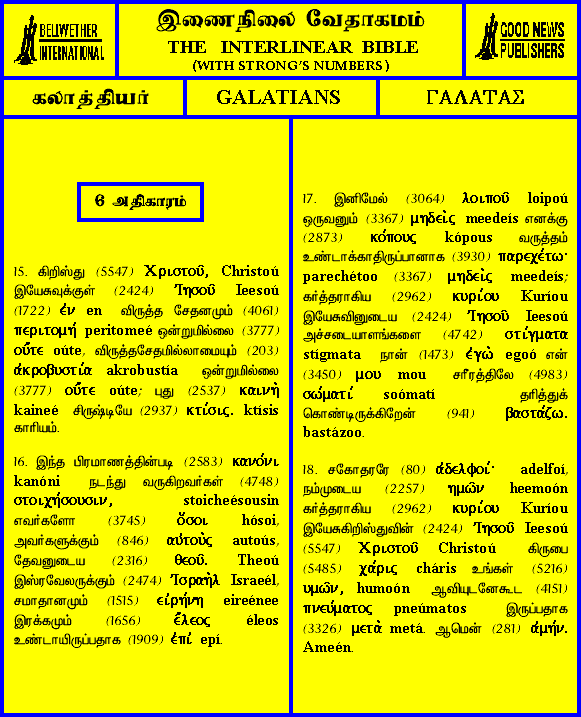 BELLWETHER
INTERNATIONAL
இணைநிலை வேதாகமம்
THE INTERLINEAR BIBLE
(WITH STRONG'S NUMBERS)
GOOD NEWS
PUBLISHERS
கலாத்தியர்
GALATIANS
ΓΑΛΑΤΑΣ
6 அதிகாரம்
15. கிறிஸ்து (5547) Χριστοῦ, Christoú
இயேசுவுக்குள் (2424) Ἰησοῦ Ieesoú
(1722) ἐν en விருத்த சேதனமும் (4061)
περιτομή peritomeé ஒன்றுமில்லை (3777)
οὔτε oúte, விருத்தசேதமில்லாமையும் (203)
ἀκροβυστία akrobustía ஒன்றுமில்லை
(3777) οὔτε oúte; புது (2537) καινὴ
kaineé சிருஷ்டியே (2937) κτίσις. ktísis
காரியம்.
16. இந்த பிரமாணத்தின்படி (2583) κανόνι
kanóni நடந்து வருகிறவர்கள் (4748)
στοιχήσουσιν, stoicheésousin
எவர்களோ (3745) ὅσοι hósoi,
அவர்களுக்கும் (846) αὐτοὺς autoús,
தேவனுடைய (2316) θεοῦ. Theoú
இஸ்ரவேலருக்கும் (2474) Ἰσραὴλ Israeél,
சமாதானமும் (1515) εἰρήνη eireénee
இரக்கமும் (1656) ἔλεος éleos
உண்டாயிருப்பதாக (1909) ἐπί epí.
17. இனிமேல் (3064) λοιποῦ loipoú
ஒருவனும் (3367) μηδεὶς meedeís எனக்கு
(2873) κόπους kópous வருத்தம்
உண்டாக்காதிருப்பானாக (3930) παρεχέτω·
parechétoo (3367) μηδεὶς meedeís;
கர்த்தராகிய (2962) κυρίου Kuríou
இயேசுவினுடைய (2424) Ἰησοῦ Ieesoú
அச்சடையாளங்களை (4742) στίγματα
stígmata நான் (1473) ἐγὼ egoó என்
(3450) μου mou சரீரத்திலே (4983)
σώματί soómatí தரித்துக்
கொண்டிருக்கிறேன் (941) βαστάζω.
bastázoo.
18. சகோதரரே (80) ἀδελφοί· adelfoí,
நம்முடைய (2257) ημῶν heemoón
கர்த்தராகிய (2962) κυρίου Kuríou
இயேசுகிறிஸ்துவின் (2424) Ἰησοῦ Ieesoú
(5547) Χριστοῦ Christoú கிருபை
(5485) χάρις cháris உங்கள் (5216)
υμῶν, humoón ஆவியுடனேகூட (4151)
πνεύματος pneúmatos இருப்பதாக
(3326) μετὰ metá. ஆமென் (281) ἀμήν.
Ameén.